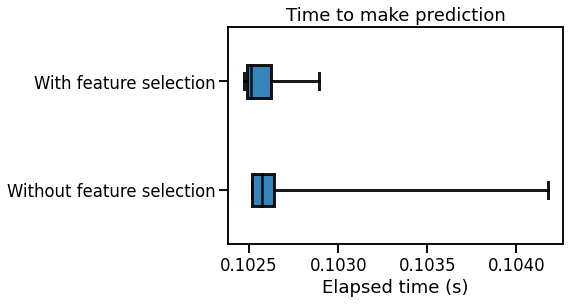 Time to make prediction
With feature selection
Without feature selection
0.1025 0.1030 0.1035 0.1040
Elapsed time (s)